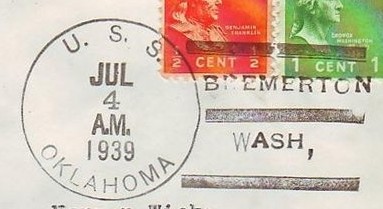 U. S. S.
JUL
4
A.M.
1939
OKLAHOMA
BENJAMIN
FRANKLIN
2 CENT 2
GEORGE
WASHINGTON
1 CENT 1
BREMERTON
WASH,